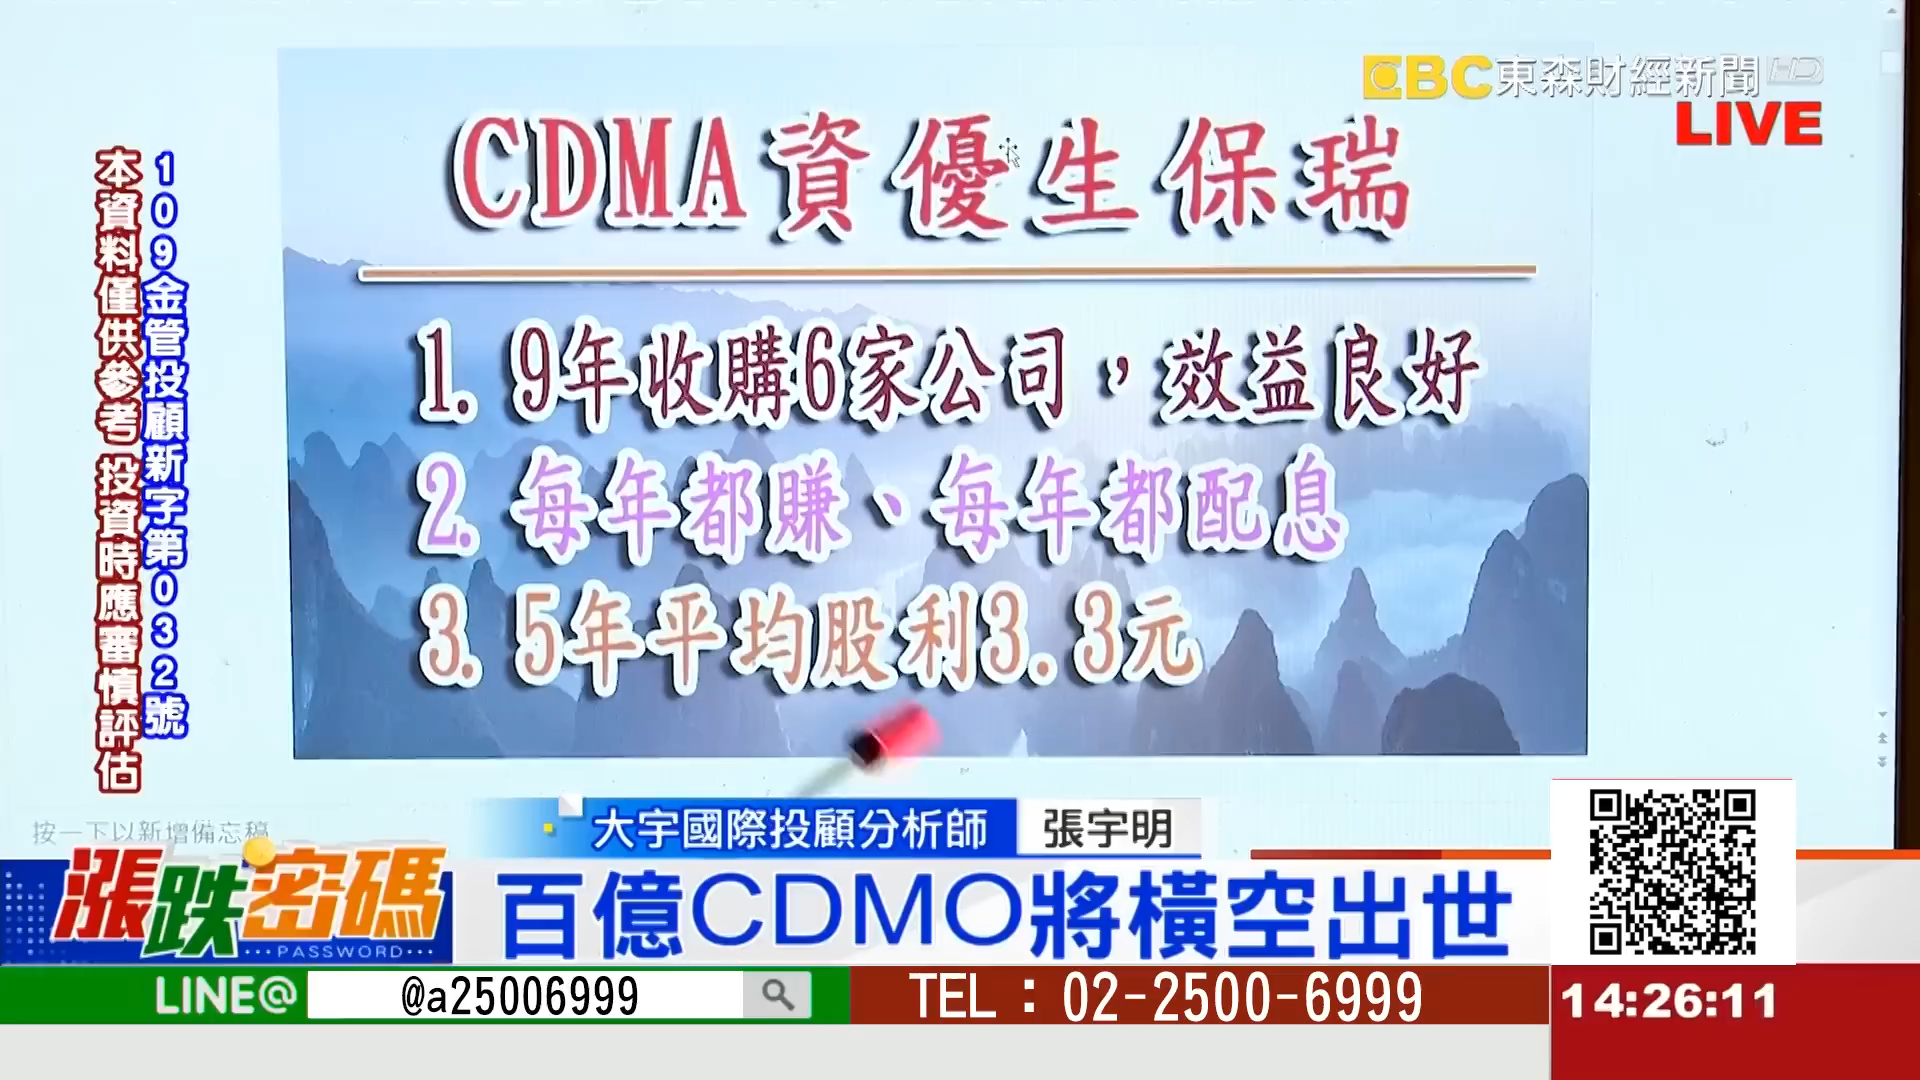 EBC東森財經新聞HD
LIVE
CDMA資優生保瑞
1. 9年收購6家公司，效益良好
2. 每年都賺、每年都配息
3. 5年平均股利3.3元
109金管投顧新字第032號
本資料僅供參考 投資時應審慎評估
按一下以新增備忘稿
大宇國際投顧分析師 張宇明
漲跌密碼
PASSWORD
百億CDMO將橫空出世
LINE@ @a25006999
TEL：02-2500-6999
14:26:11